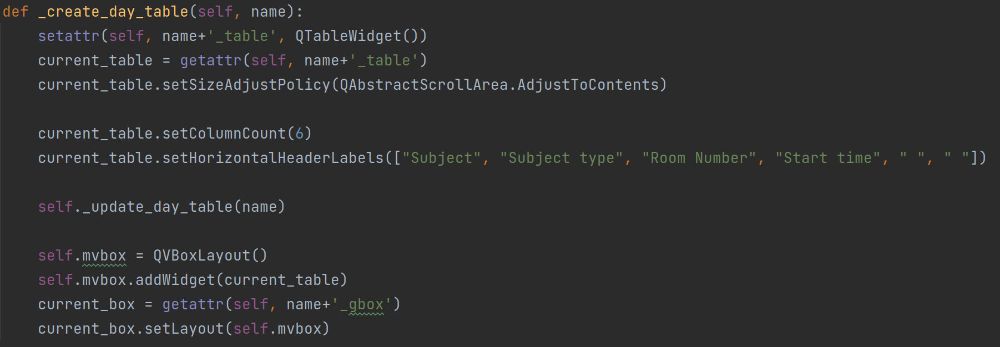 def _create_day_table(self, name):
    setattr(self, name+'_table', QTableWidget())
    current_table = getattr(self, name+'_table')
    current_table.setSizeAdjustPolicy(QAbstractScrollArea.AdjustToContents)

    current_table.setColumnCount(6)
    current_table.setHorizontalHeaderLabels(["Subject", "Subject type", "Room Number", "Start time", " ", " "])

    self._update_day_table(name)

    self.mvbox = QVBoxLayout()
    self.mvbox.addWidget(current_table)
    current_box = getattr(self, name+'_gbox')
    current_box.setLayout(self.mvbox)